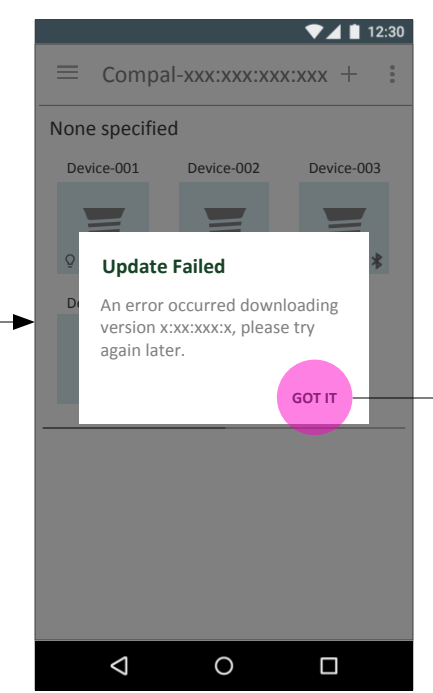 12:30
Compal-xxx:xxx:xxx:xxx
None specified
Device-001 Device-002 Device-003
Update Failed
An error occurred downloading
version x:xx:xxx:x, please try
again later.
GOT IT